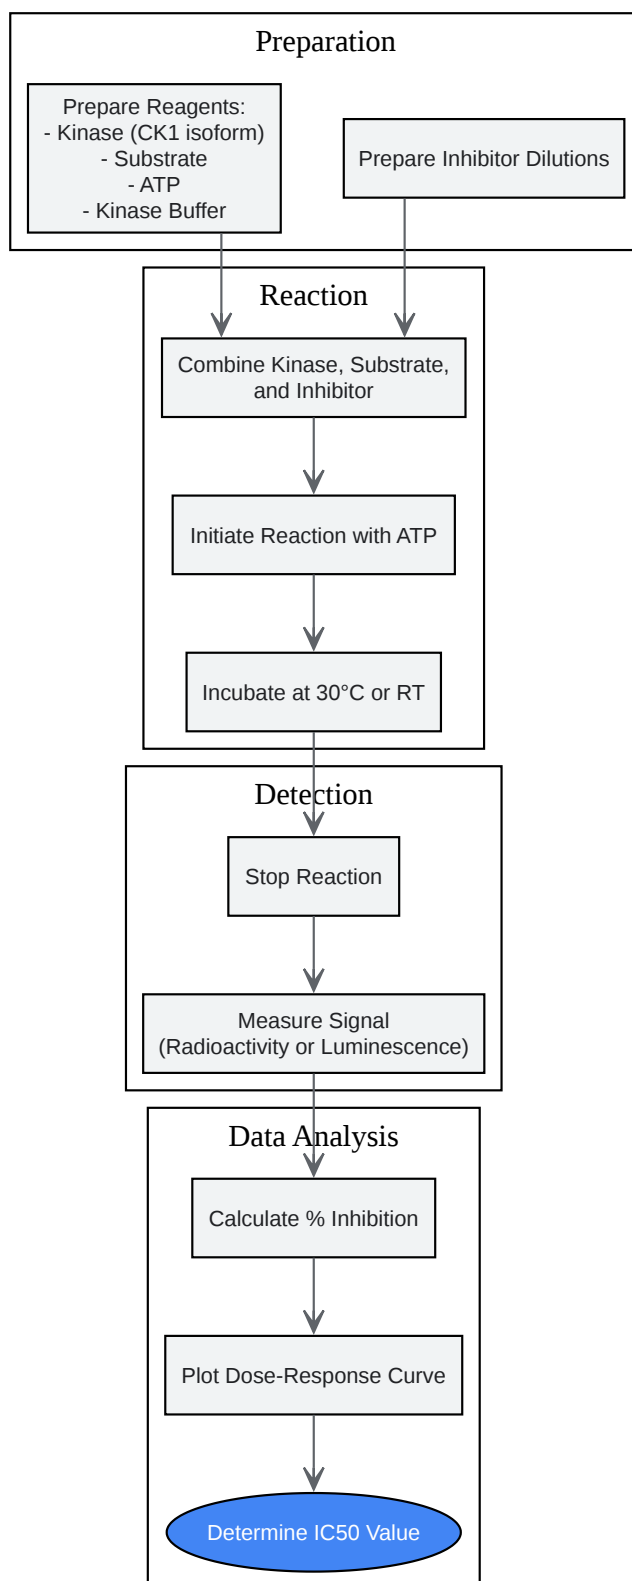 Preparation
Prepare Reagents:
- Kinase (CK1 isoform)
- Substrate
- ATP
- Kinase Buffer
Prepare Inhibitor Dilutions
Reaction
Combine Kinase, Substrate,
and Inhibitor
Initiate Reaction with ATP
Incubate at 30°C or RT
Detection
Stop Reaction
Measure Signal
(Radioactivity or Luminescence)
Data Analysis
Calculate % Inhibition
Plot Dose-Response Curve
Determine IC50 Value